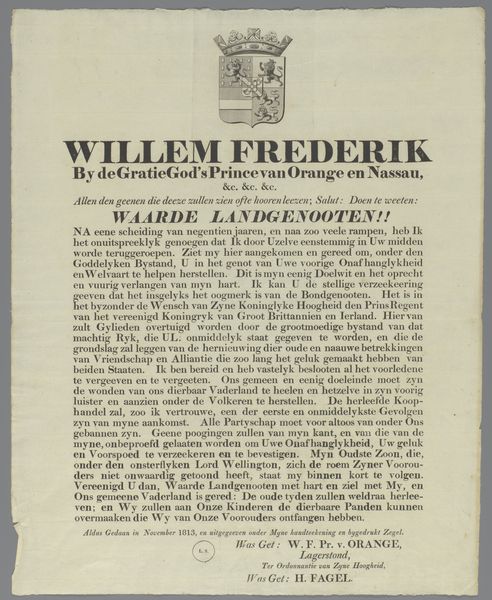 WILLEM FREDERIK
By de Gratie God's Prince van Orange en Nassau,
&c. &c. &c.
Allen den geenen die deeze zullen zien ofte hooren leezen; Salut: Doen te weeten:
WAARDE LANDGENOOTEN!!
NA eene scheiding van negentien jaaren, en naa zoo veele rampen, heb Ik
het onuitspreeklyk genoegen dat Ik door Uzelve eenstemmig in Uw midden
worde teruggeroepen. Ziet my hier aangekomen en gereed om, onder den
Goddelyken Bystand, U in het genot van Uwe voorige Onafhanglykheid
en Welvaart te helpen herstellen. Dit is myn eenig Doelwit en het oprecht
en vuurig verlangen van myn hart. Ik kan U de stellige verzeekering
geeven dat het insgelyks het oogmerk is van de Bondgenooten. Het is in
het byzonder de Wensch van Zyne Koninglyke Hoogheid den Prins Regent
van het vereenigd Koningryk van Groot Brittannien en Ierland. Hier van
zult Gylieden overtuigd worden door de grootmoedige bystand van dat
machtig Ryk, die UL. onmiddelyk staat gegeven te worden, en die de
grondslag zal leggen van de hernieuwing dier oude en naauwe betrekkingen
van Vriendschap en Alliantie die zoo lang het geluk gemaakt hebben van
beiden Staaten. Ik ben bereid en heb vastelyk beslooten al het voorledene
te vergeeven en te vergeeten. Ons gemeen en eenig doeleinde moet zyn
de wonden van ons dierbaar Vaderland te heelen en hetzelve in zyn voorig
luister en aanzien onder de Volkeren te herstellen. De herleefde Koop-
handel zal, zoo ik vertrouwe, een der eerste en onmiddelykste Gevolgen
zyn van myne aankomst. Alle Partyschap moet voor altoos van onder Ons
gebannen zyn. Geene poogingen zullen van myn kant, en van die van de
myne, onbeproefd gelaaten worden om Uwe Onafhanglykheid, Uw geluk
en Voorspoed te verzeekeren en te bevestigen. Myn Oudste Zoon, die,
onder den onsterflyken Lord Wellington, zich de roem Zyner Voorou-
ders niet onwaardig getoond heeft, staat my binnen kort te volgen.
Vereenigd U dan, Waarde Landgenooten met hart en ziel met My, en
Ons gemeene Vaderland is gered: De oude tyden zullen weldraa herlee-
ven; en Wy zullen aan Onze Kinderen de dierbaare Panden kunnen
overmaaken die Wy van Onze Voorouders ontfangen hebben.
Aldus Gedaan in November 1813, en uitgegeeven onder Myne handteekening en bygedrukt Zegel.
Was Get: W. F. Pr. v. ORANGE,
L.S.
Lagerstond,
Ter Ordonnantie van Zyne Hoogheid,
Was Get: H. FAGEL.